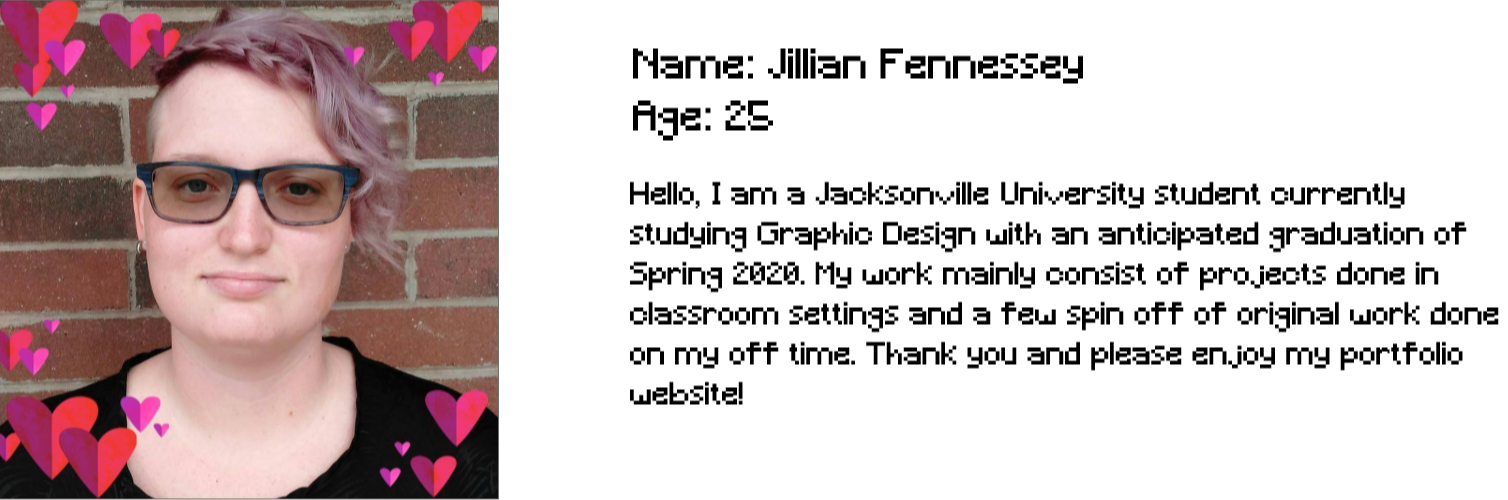 Name: Jillian Fennessey
Age: 25
Hello, I am a Jacksonville University student currently
studying Graphic Design with an anticipated graduation of
Spring 2020. My work mainly consist of projects done in
classroom settings and a few spin off of original work done
on my off time. Thank you and please enjoy my portfolio
website!